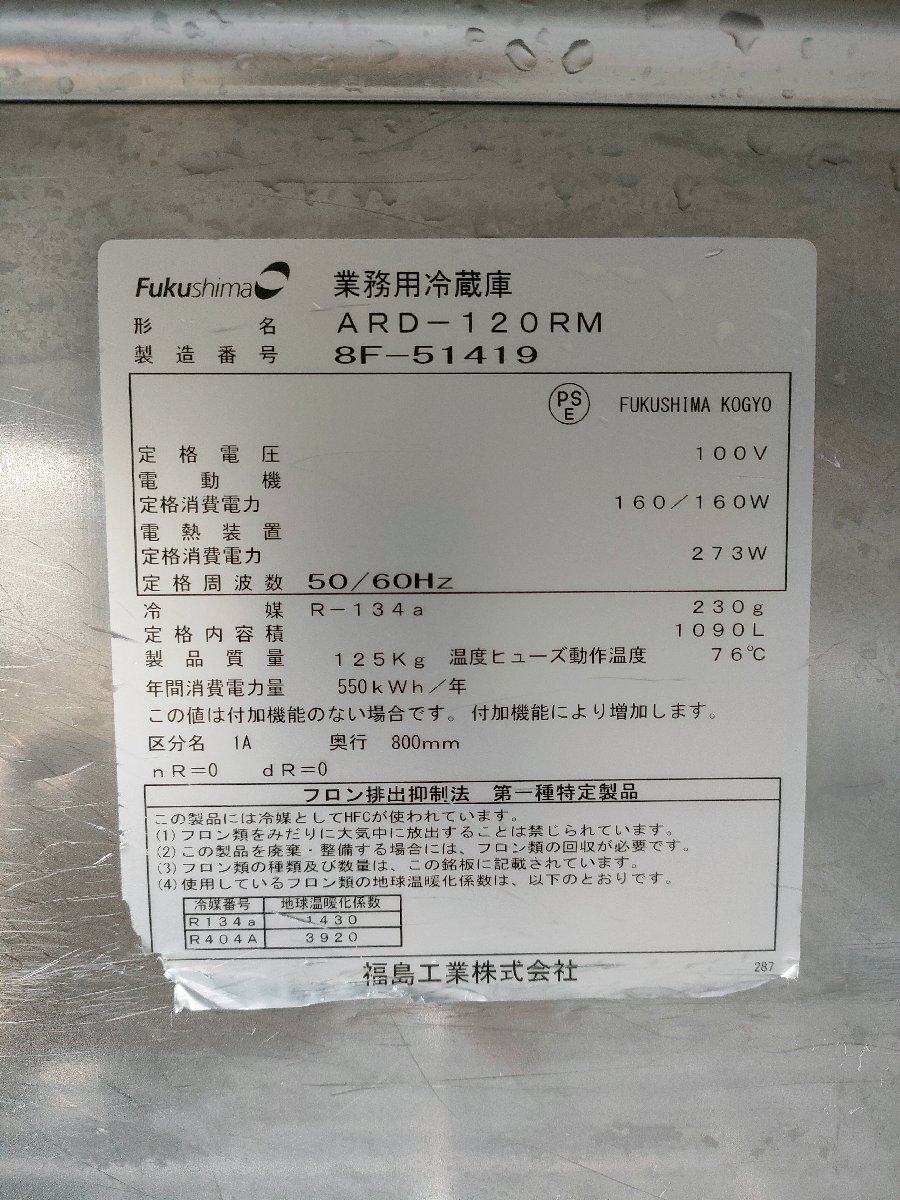 Fukushima 業務用冷蔵庫
形名 ARD-120RM
製造番号 8F-51419
PSE FUKUSHIMA KOGYO
定格電圧 100V
電動機
定格消費電力 160/160W
電熱装置
定格消費電力 273W
定格周波数 50/60Hz
冷媒 R-134a 230g
定格内容積 1090L
製品質量 125Kg 温度ヒューズ動作温度 76℃
年間消費電力量 550kWh/年
この値は付加機能のない場合です。付加機能により増加します。
区分名 1A 奥行 800mm
nR=0 dR=0
フロン排出抑制法 第一種特定製品
この製品には冷媒としてHFCが使われています。
(1)フロン類をみだりに大気中に放出することは禁じられています。
(2)この製品を廃棄・整備する場合には、フロン類の回収が必要です。
(3)フロン類の種類及び数量は、この銘板に記載されています。
(4)使用しているフロン類の地球温暖化係数は、以下のとおりです。
冷媒番号 地球温暖化係数
R134a 1430
R404A 3920
福島工業株式会社 287